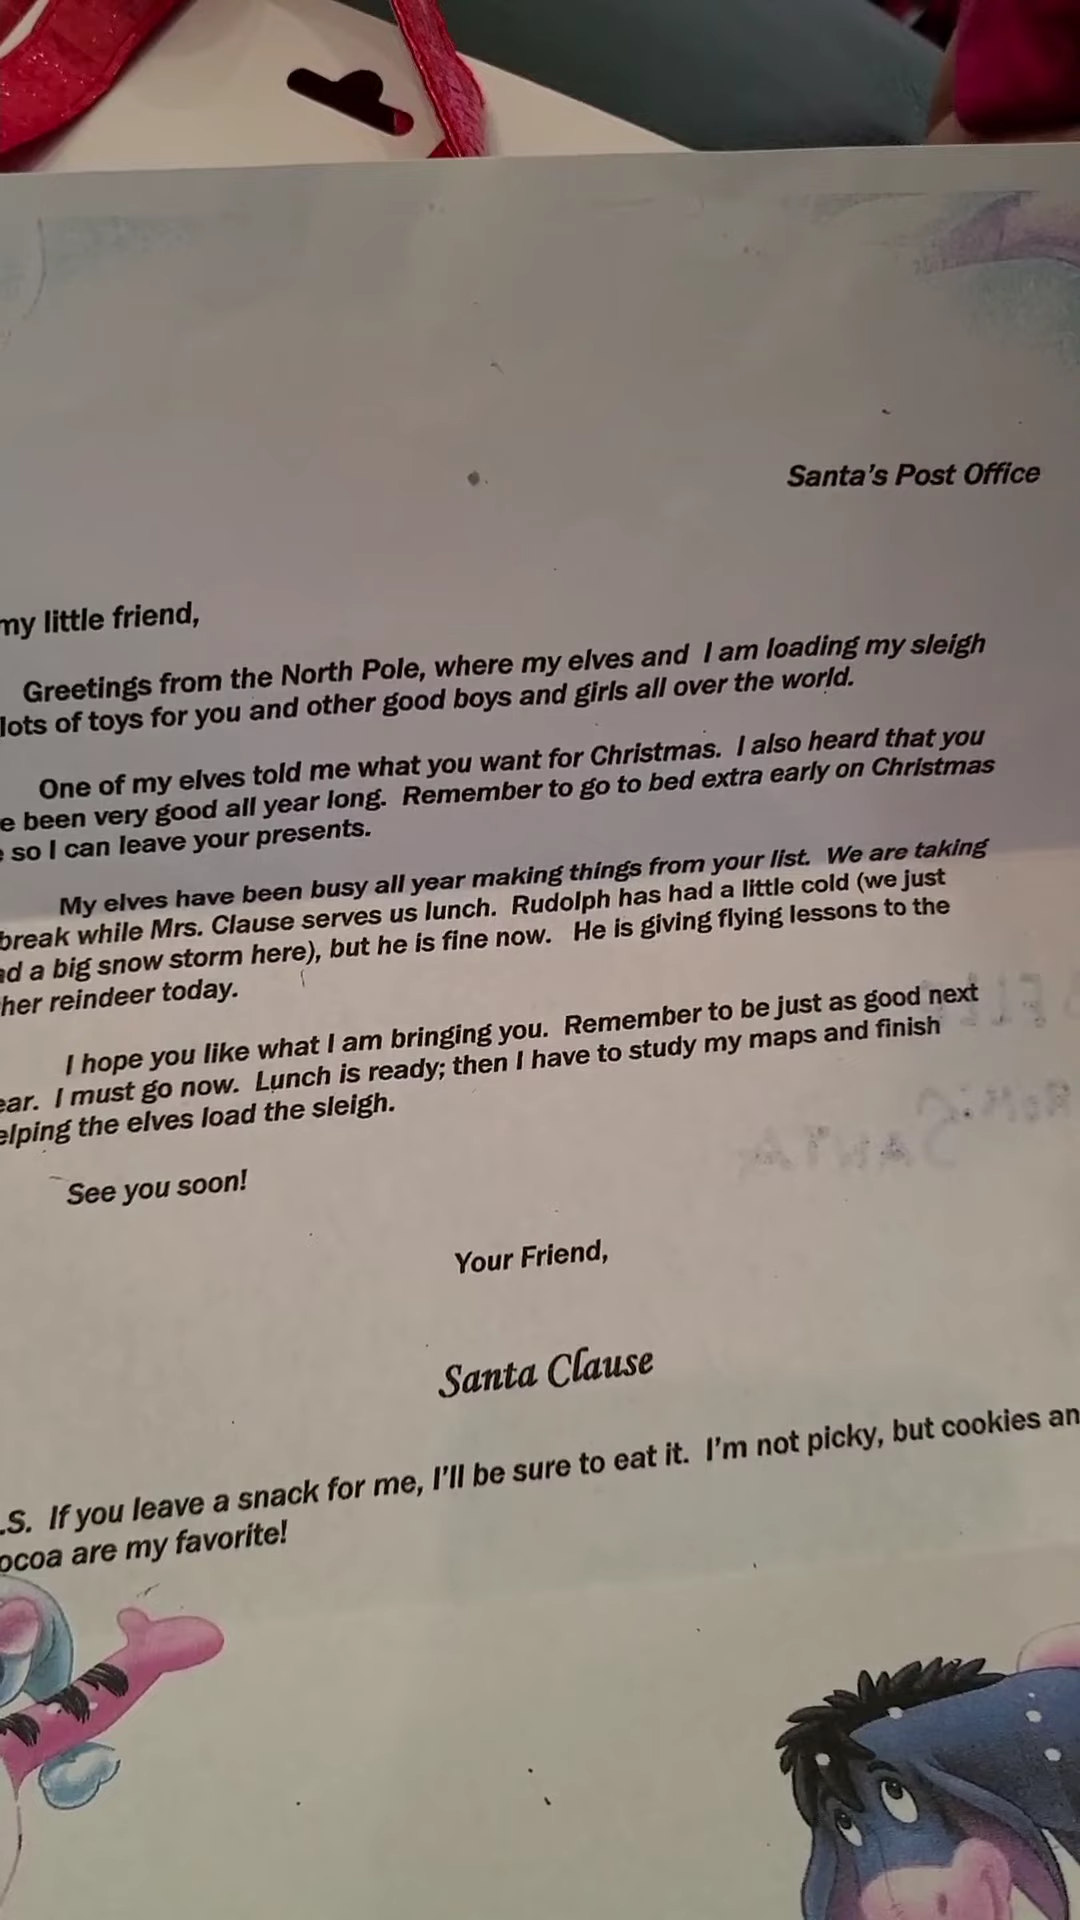 Santa's Post Office
my little friend,
Greetings from the North Pole, where my elves and I am loading my sleigh
lots of toys for you and other good boys and girls all over the world.
One of my elves told me what you want for Christmas. I also heard that you
e been very good all year long. Remember to go to bed extra early on Christmas
so I can leave your presents.
My elves have been busy all year making things from your list. We are taking
break while Mrs. Clause serves us lunch. Rudolph has had a little cold (we just
ad a big snow storm here), but he is fine now. He is giving flying lessons to the
her reindeer today.
I hope you like what I am bringing you. Remember to be just as good next
ear. I must go now. Lunch is ready; then I have to study my maps and finish
elping the elves load the sleigh.
See you soon!
Your Friend,
Santa Clause
.S. If you leave a snack for me, I'll be sure to eat it. I'm not picky, but cookies an
ocoa are my favorite!
SANTA